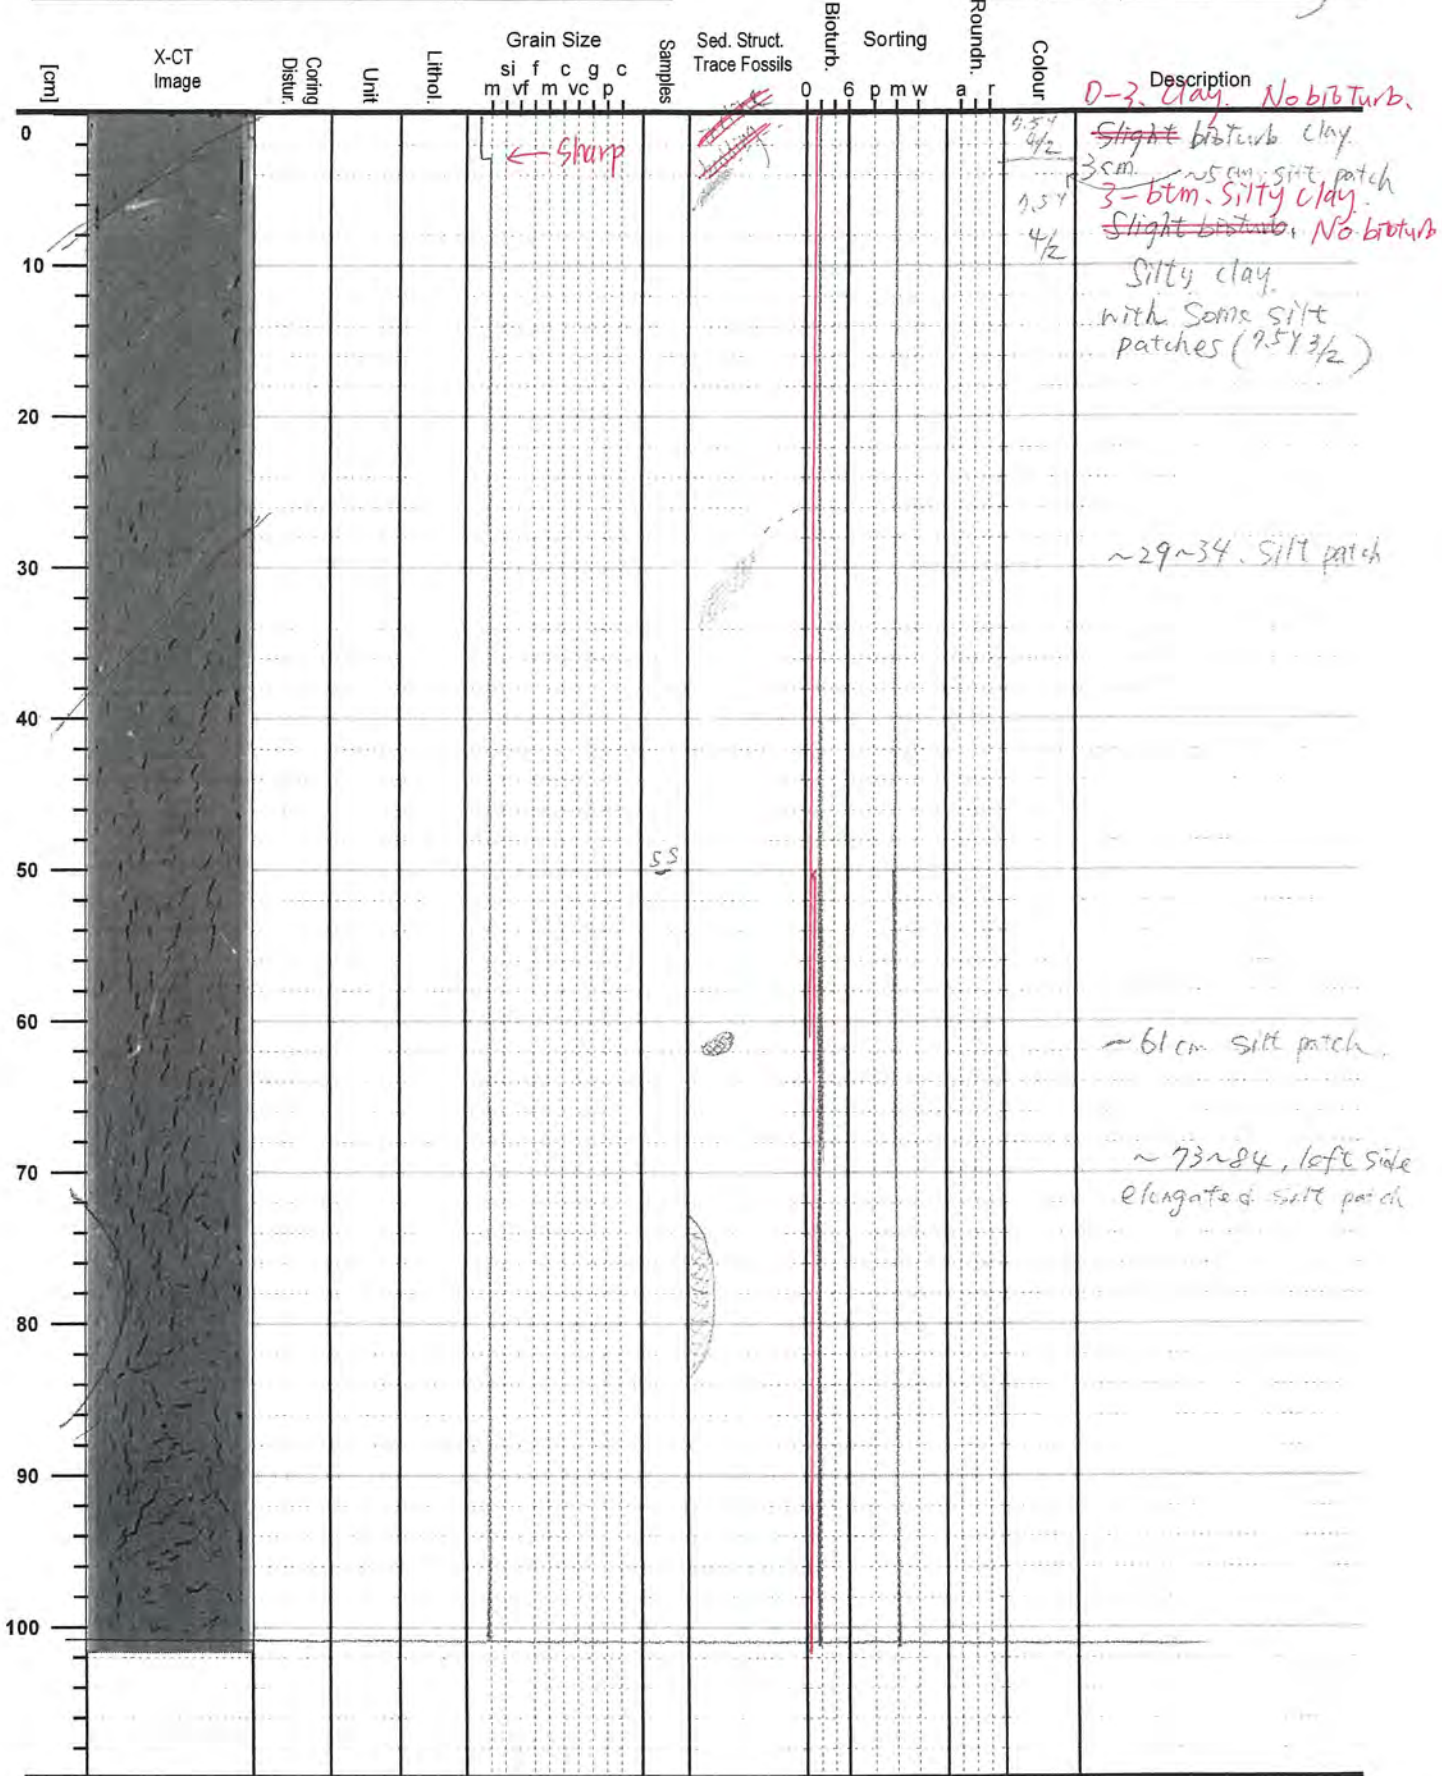 [cm]
X-CT
Image
Coring
Distur.
Unit
Lithol.
Grain Size
si f c g c
m vf m vc p
Samples
Sed. Struct.
Trace Fossils
Bioturb.
0 6
Sorting
p m w
Roundn.
a r
Colour
Description
0-3. Clay. No bioturb.
Slight bioturb clay.
3cm.
~5cm, silt patch
3-btm. Silty clay.
Slight bioturb. No bioturb
Silty clay.
with some silt
patches (7.5Y 3/2)
7.5Y
4/2
7.5Y
4/2
← sharp
0
10
20
30
40
50
60
70
80
90
100
~29~34. Silt patch
SS
~61cm silt patch.
~73~84, left side
elongated silt patch